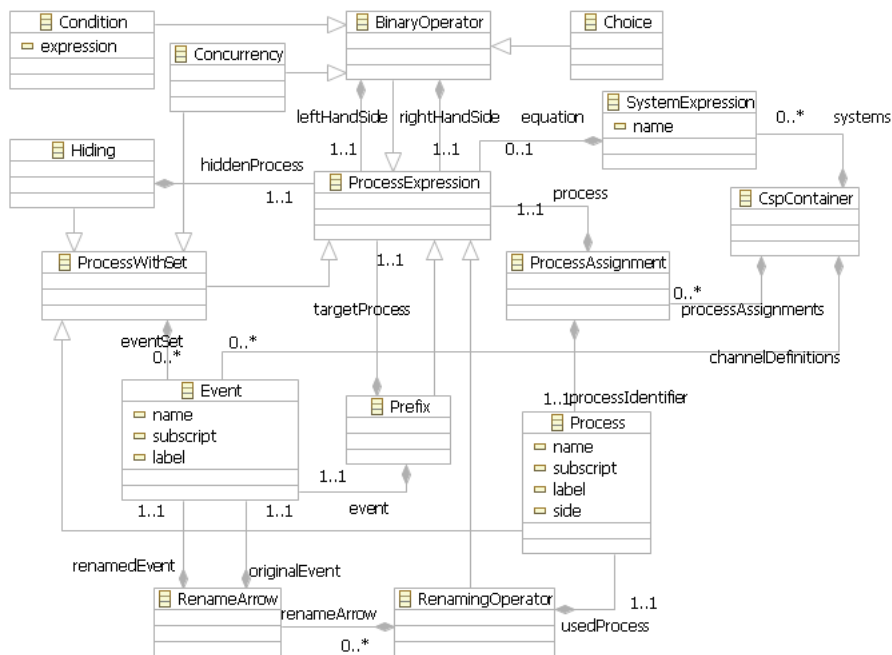 Condition
expression
BinaryOperator
Choice
Concurrency
leftHandSide
rightHandSide
equation
SystemExpression
name
0..*
systems
1..1
1..1
0..1
Hiding
hiddenProcess
1..1
ProcessExpression
process
1..1
CspContainer
ProcessWithSet
1..1
ProcessAssignment
targetProcess
0..*
processAssignments
eventSet
0..*
0..*
channelDefinitions
Event
name
subscript
label
Prefix
1..1
processIdentifier
Process
name
subscript
label
side
1..1
event
1..1
1..1
renamedEvent
originalEvent
RenameArrow
renameArrow
0..*
RenamingOperator
usedProcess
1..1